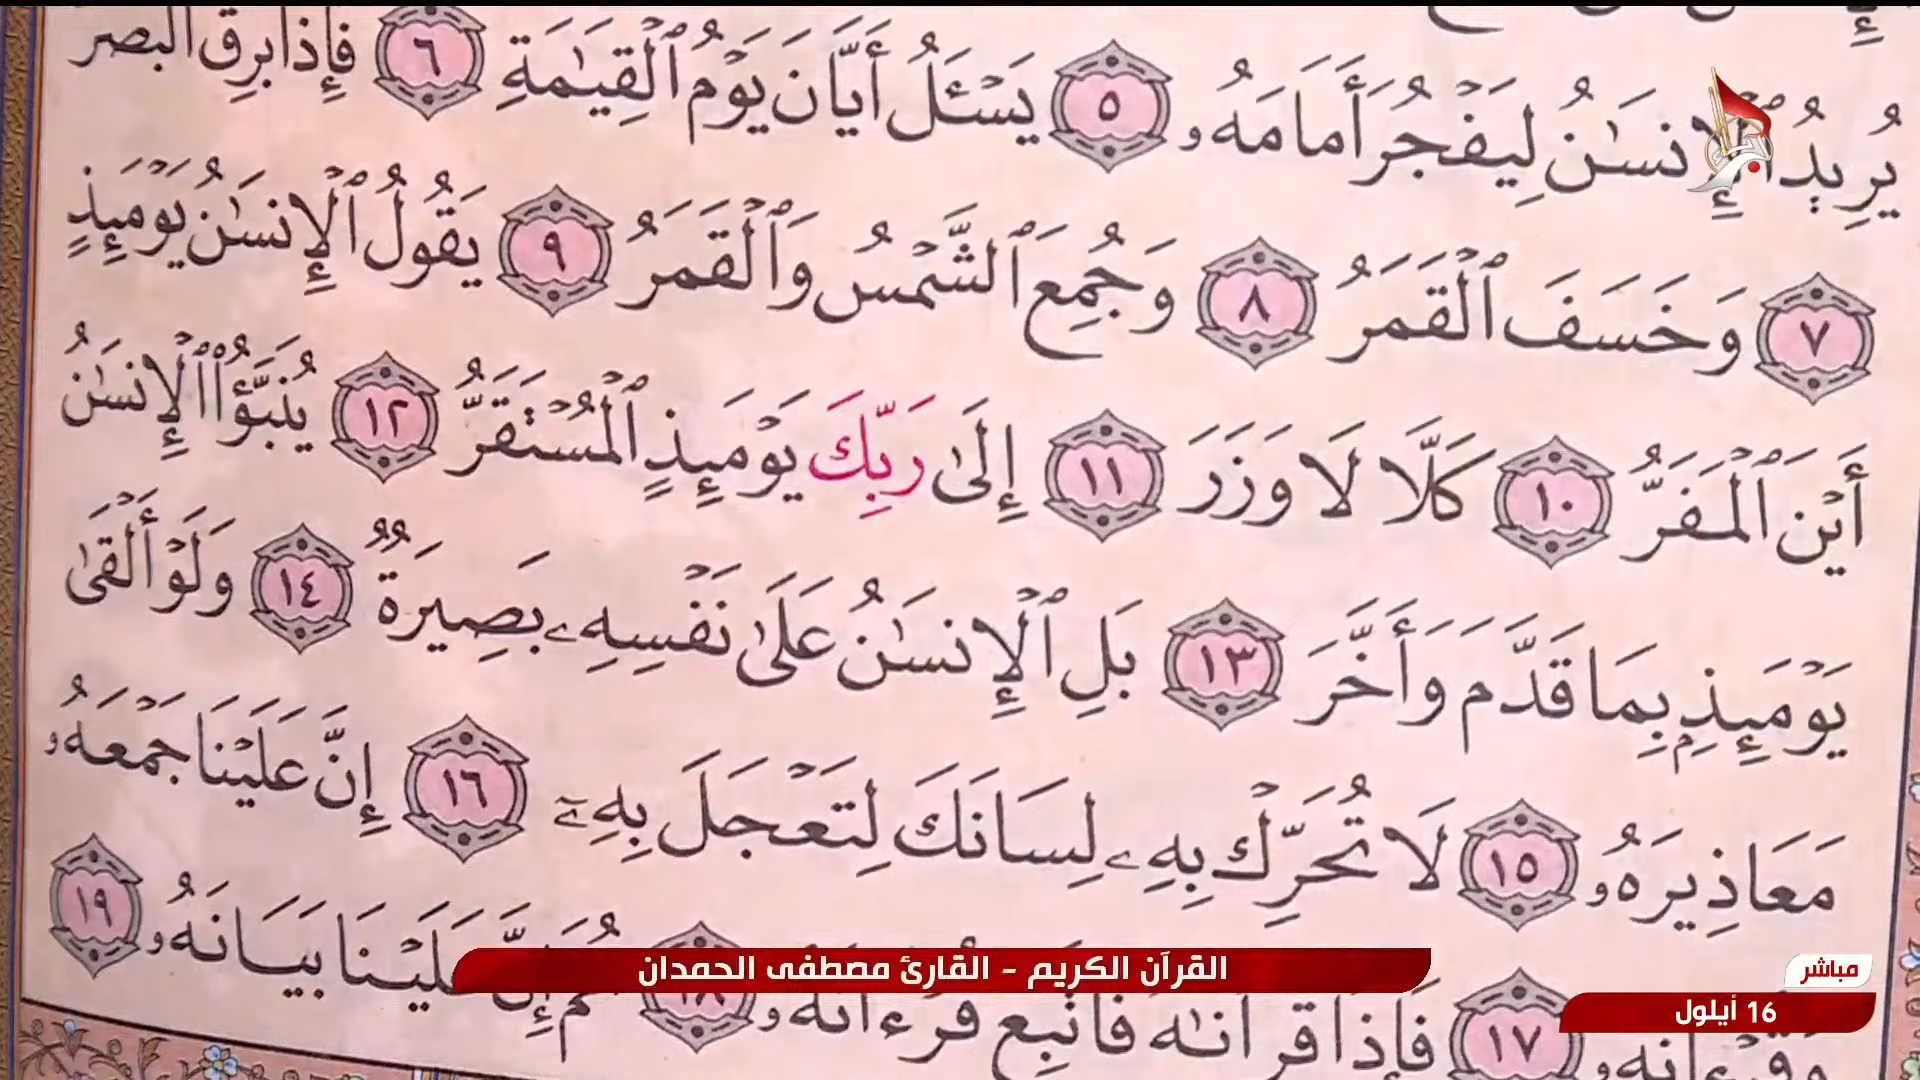 يُرِيدُ ٱلْإِنسَٰنُ لِيَفْجُرَ أَمَامَهُۥ ٥ يَسْـَٔلُ أَيَّانَ يَوْمُ ٱلْقِيَٰمَةِ ٦ فَإِذَا بَرِقَ ٱلْبَصَرُ
٧ وَخَسَفَ ٱلْقَمَرُ ٨ وَجُمِعَ ٱلشَّمْسُ وَٱلْقَمَرُ ٩ يَقُولُ ٱلْإِنسَٰنُ يَوْمَئِذٍ
أَيْنَ ٱلْمَفَرُّ ١٠ كَلَّا لَا وَزَرَ ١١ إِلَىٰ رَبِّكَ يَوْمَئِذٍ ٱلْمُسْتَقَرُّ ١٢ يُنَبَّؤُا۟ ٱلْإِنسَٰنُ
يَوْمَئِذِۭ بِمَا قَدَّمَ وَأَخَّرَ ١٣ بَلِ ٱلْإِنسَٰنُ عَلَىٰ نَفْسِهِۦ بَصِيرَةٌ ١٤ وَلَوْ أَلْقَىٰ
مَعَاذِيرَهُۥ ١٥ لَا تُحَرِّكْ بِهِۦ لِسَانَكَ لِتَعْجَلَ بِهِۦٓ ١٦ إِنَّ عَلَيْنَا جَمْعَهُۥ
وَقُرْءَانَهُۥ ١٧ فَإِذَا قَرَأْنَٰهُ فَٱتَّبِعْ قُرْءَانَهُۥ ١٨ ثُمَّ إِنَّ عَلَيْنَا بَيَانَهُۥ ١٩
القرآن الكريم - القارئ مصطفى الحمدان
مباشر
16 أيلول